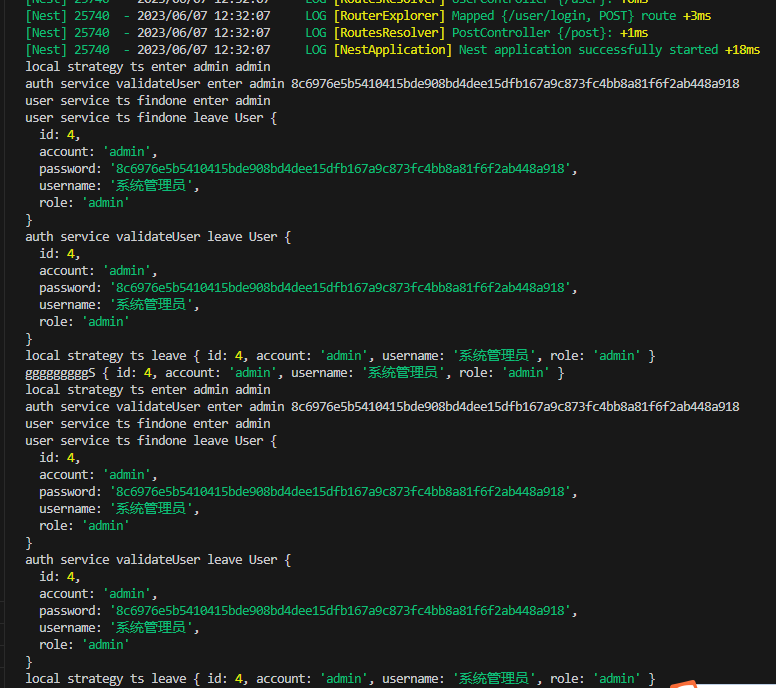 [Nest] 25740 - 2023/06/07 12:32:07 LOG [RoutesResolver] UserController {/user}: +0ms
[Nest] 25740 - 2023/06/07 12:32:07 LOG [RouterExplorer] Mapped {/user/login, POST} route +3ms
[Nest] 25740 - 2023/06/07 12:32:07 LOG [RoutesResolver] PostController {/post}: +1ms
[Nest] 25740 - 2023/06/07 12:32:07 LOG [NestApplication] Nest application successfully started +18ms
local strategy ts enter admin admin
auth service validateUser enter admin 8c6976e5b5410415bde908bd4dee15dfb167a9c873fc4bb8a81f6f2ab448a918
user service ts findone enter admin
user service ts findone leave User {
id: 4,
account: 'admin',
password: '8c6976e5b5410415bde908bd4dee15dfb167a9c873fc4bb8a81f6f2ab448a918',
username: '系统管理员',
role: 'admin'
}
auth service validateUser leave User {
id: 4,
account: 'admin',
password: '8c6976e5b5410415bde908bd4dee15dfb167a9c873fc4bb8a81f6f2ab448a918',
username: '系统管理员',
role: 'admin'
}
local strategy ts leave { id: 4, account: 'admin', username: '系统管理员', role: 'admin' }
gggggggggS { id: 4, account: 'admin', username: '系统管理员', role: 'admin' }
local strategy ts enter admin admin
auth service validateUser enter admin 8c6976e5b5410415bde908bd4dee15dfb167a9c873fc4bb8a81f6f2ab448a918
user service ts findone enter admin
user service ts findone leave User {
id: 4,
account: 'admin',
password: '8c6976e5b5410415bde908bd4dee15dfb167a9c873fc4bb8a81f6f2ab448a918',
username: '系统管理员',
role: 'admin'
}
auth service validateUser leave User {
id: 4,
account: 'admin',
password: '8c6976e5b5410415bde908bd4dee15dfb167a9c873fc4bb8a81f6f2ab448a918',
username: '系统管理员',
role: 'admin'
}
local strategy ts leave { id: 4, account: 'admin', username: '系统管理员', role: 'admin' }